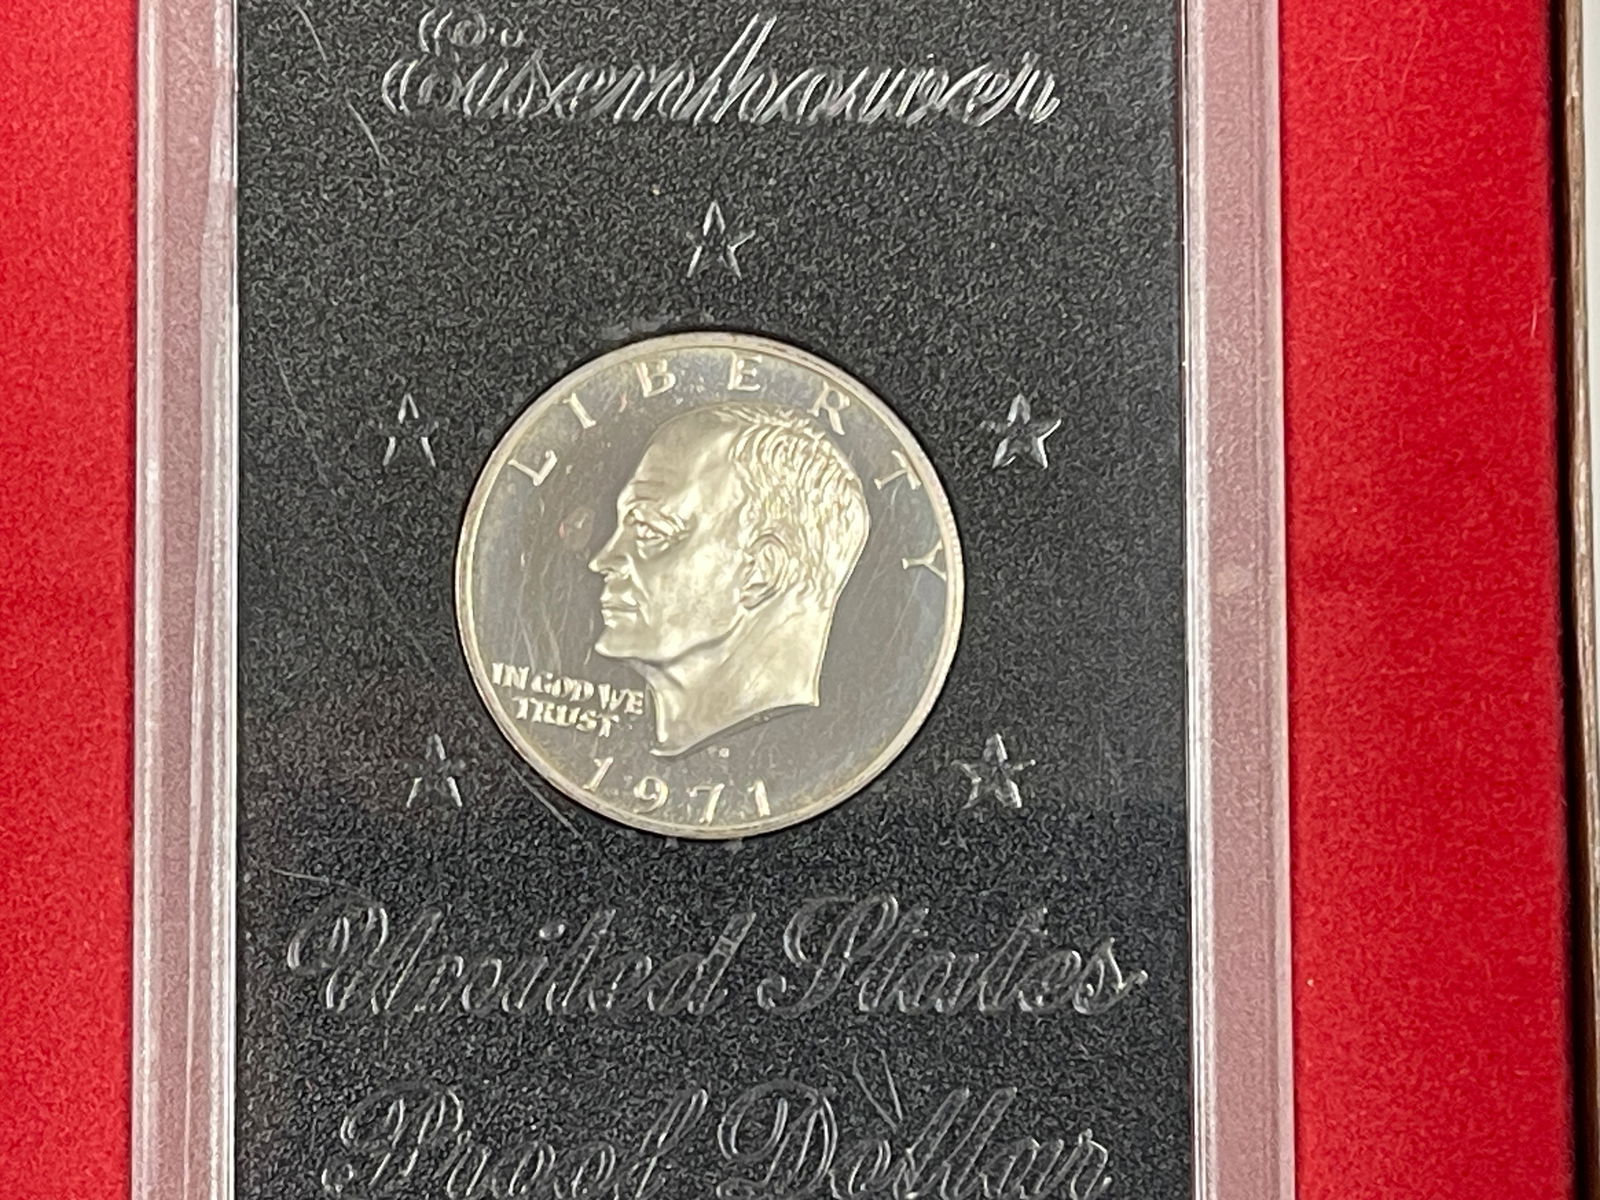 Eisenhower
LIBERTY
IN GOD WE
TRUST
1971
United States
Proof Dollar